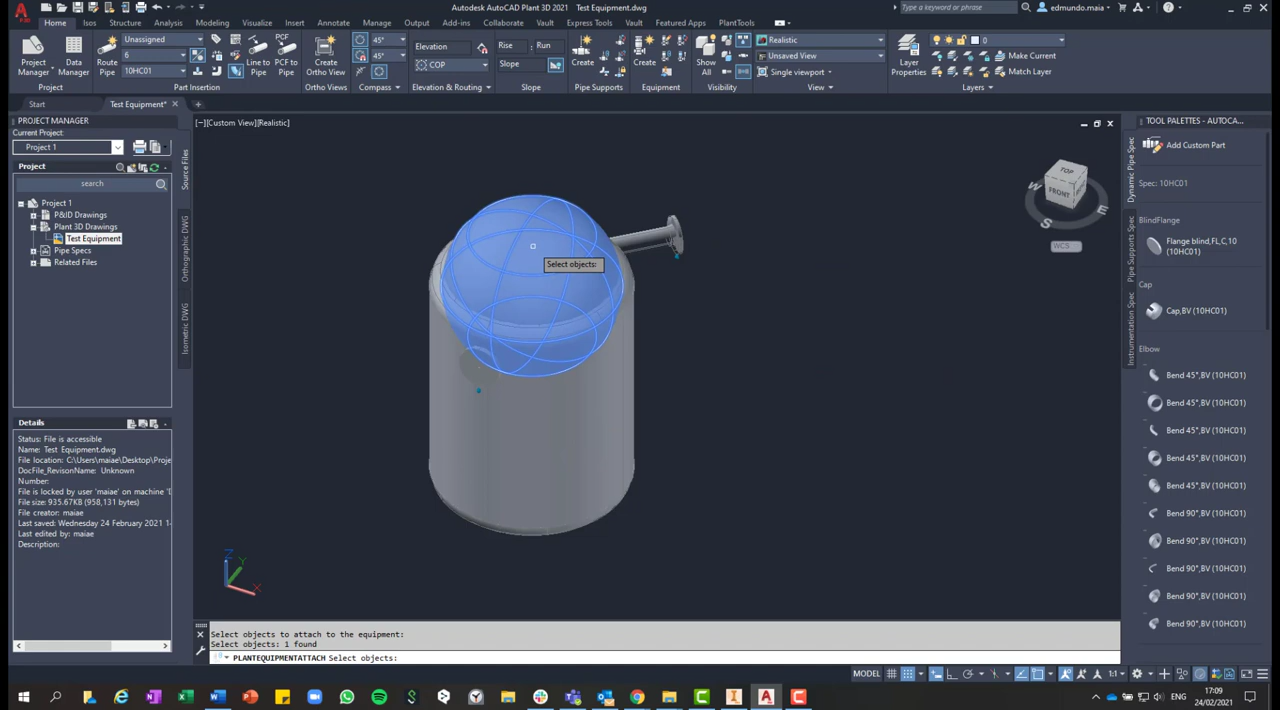 Autodesk AutoCAD Plant 3D 2021   Test Equipment.dwg
Type a keyword or phrase
edmundo.maia
Home Iso Structure Analysis Modeling Visualize Insert Annotate Manage Output Add-ins Collaborate Vault Express Tools Vault Featured Apps PlantTools
Project Manager
Data Manager
Project
Route Pipe
Unassigned
6
10HC01
Line to Pipe
PCF to Pipe
Part Insertion
Create Ortho View
Ortho Views
45°
45°
Compass
Elevation
COP
Elevation & Routing
Rise
Run
Slope
Slope
Create
Pipe Supports
Create
Equipment
Show All
Visibility
Realistic
Unsaved View
Single viewport
View
Layer Properties
0
Make Current
Match Layer
Layers
Start
Test Equipment*
PROJECT MANAGER
Current Project:
Project 1
Project
search
Project 1
P&ID Drawings
Plant 3D Drawings
Test Equipment
Pipe Specs
Related Files
Source Files
Orthographic DWG
Isometric DWG
Details
Status: File is accessible
Name: Test Equipment.dwg
File location: C:\Users\maiae\Desktop\Proje
DocFile_RevisonName: Unknown
Number:
File is locked by user 'maiae' on machine 'D
File size: 935.67KB (958,131 bytes)
File creator: maiae
Last saved: Wednesday 24 February 2021 1
Last edited by: maiae
Description:
[−][Custom View][Realistic]
TOP
FRONT
W
S
E
WCS
Select objects:
Z
Y
X
Select objects to attach to the equipment:
Select objects: 1 found
PLANTEQUIPMENTATTACH Select objects:
TOOL PALETTES - AUTOCA...
Dynamic Pipe Spec
Pipe Supports Spec
Instrumentation Spec
Add Custom Part
Spec: 10HC01
BlindFlange
Flange blind,FL,C,10 (10HC01)
Cap
Cap,BV (10HC01)
Elbow
Bend 45°,BV (10HC01)
Bend 45°,BV (10HC01)
Bend 45°,BV (10HC01)
Bend 45°,BV (10HC01)
Bend 45°,BV (10HC01)
Bend 90°,BV (10HC01)
Bend 90°,BV (10HC01)
Bend 90°,BV (10HC01)
Bend 90°,BV (10HC01)
Bend 90°,BV (10HC01)
MODEL
1:1
ENG
17:09
24/02/2021